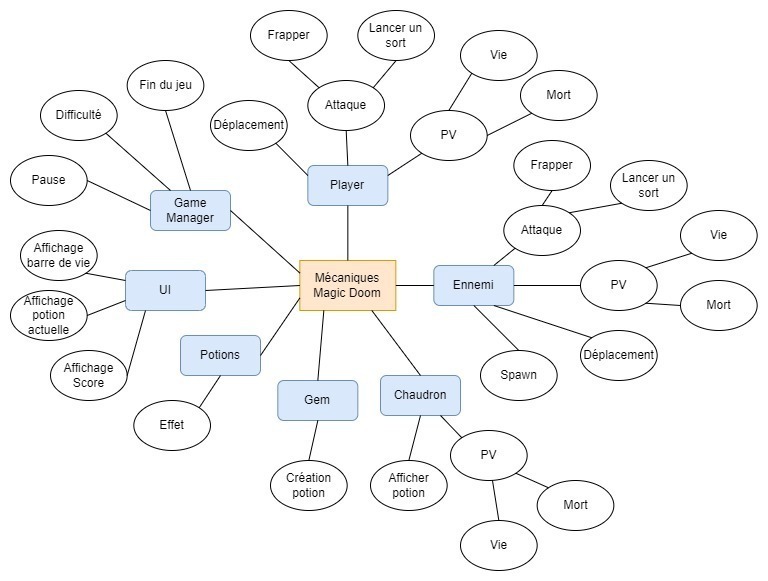 Frapper
Lancer un
sort
Vie
Fin du jeu
Mort
Attaque
Difficulté
Déplacement
PV
Frapper
Pause
Player
Lancer un
sort
Game
Manager
Attaque
Vie
Affichage
barre de vie
UI
Mécaniques
Magic Doom
Ennemi
PV
Affichage
potion
actuelle
Mort
Potions
Déplacement
Affichage
Score
Spawn
Gem
Chaudron
Effet
PV
Création
potion
Afficher
potion
Mort
Vie